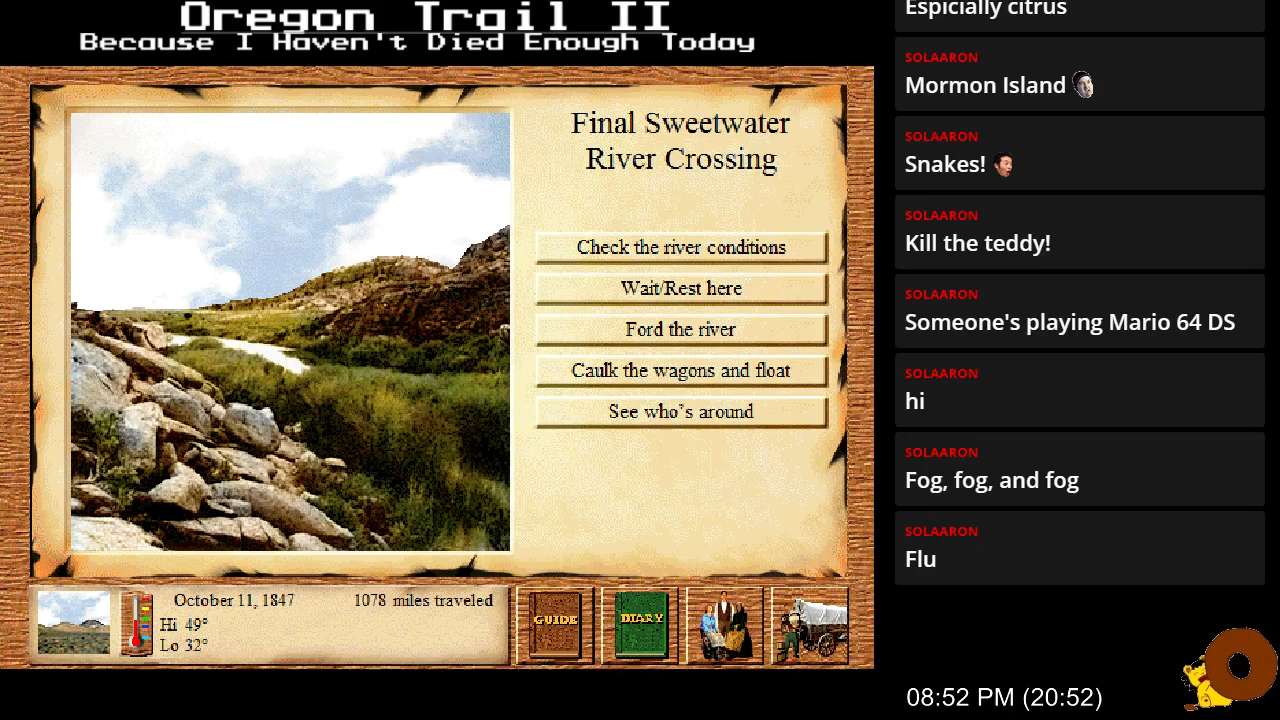 Oregon Trail II
Because I Haven't Died Enough Today
Final Sweetwater
River Crossing
Check the river conditions
Wait/Rest here
Ford the river
Caulk the wagons and float
See who's around
October 11, 1847
1078 miles traveled
Hi 49°
Lo 32°
GUIDE
DIARY
Espicially citrus
SOLAARON
Mormon Island
SOLAARON
Snakes!
SOLAARON
Kill the teddy!
SOLAARON
Someone's playing Mario 64 DS
SOLAARON
hi
SOLAARON
Fog, fog, and fog
SOLAARON
Flu
08:52 PM (20:52)